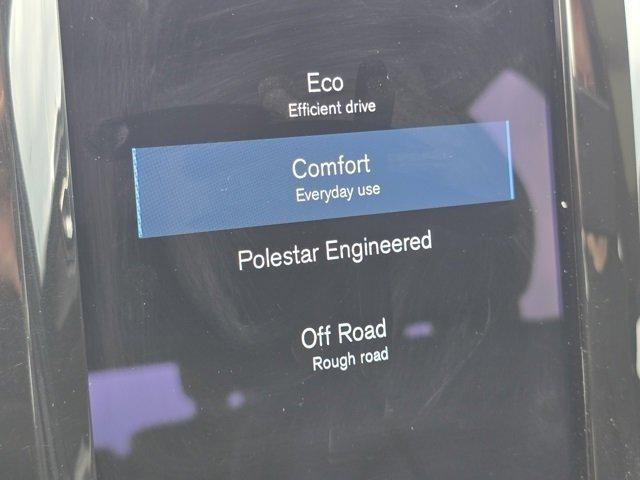 Eco
Efficient drive
Comfort
Everyday use
Polestar Engineered
Off Road
Rough road